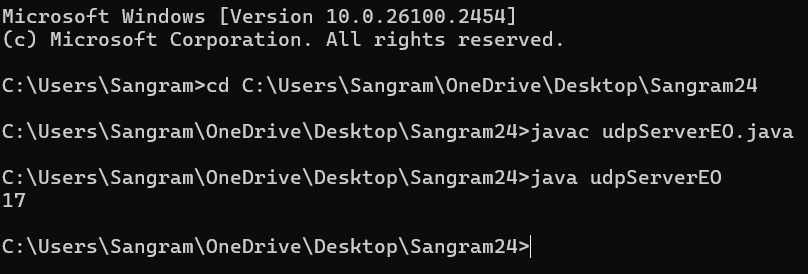 Microsoft Windows [Version 10.0.26100.2454]
(c) Microsoft Corporation. All rights reserved.
C:\Users\Sangram>cd C:\Users\Sangram\OneDrive\Desktop\Sangram24
C:\Users\Sangram\OneDrive\Desktop\Sangram24>javac udpServerEO.java
C:\Users\Sangram\OneDrive\Desktop\Sangram24>java udpServerEO
17
C:\Users\Sangram\OneDrive\Desktop\Sangram24>